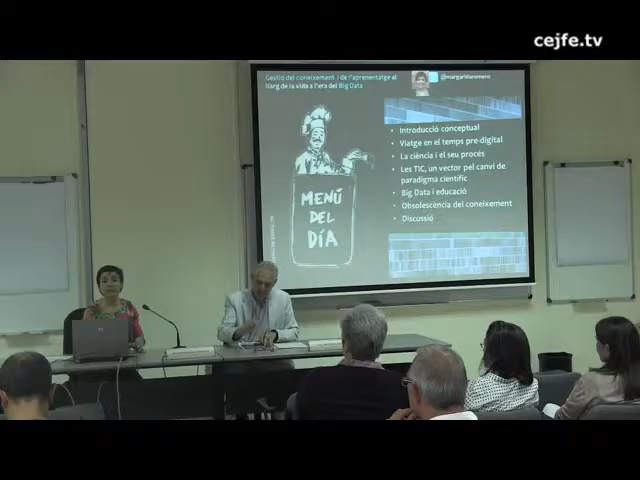 cejfe.tv
Gestió del coneixement i de l'aprenentatge al
llarg de la vida a l'era del Big Data
@margaridaromero
MENÚ
DEL
DÍA
• Introducció conceptual
• Viatge en el temps pre-digital
• La ciència i el seu procés
• Les TIC, un vector pel canvi de
paradigma científic
• Big Data i educació
• Obsolescència del coneixement
• Discussió